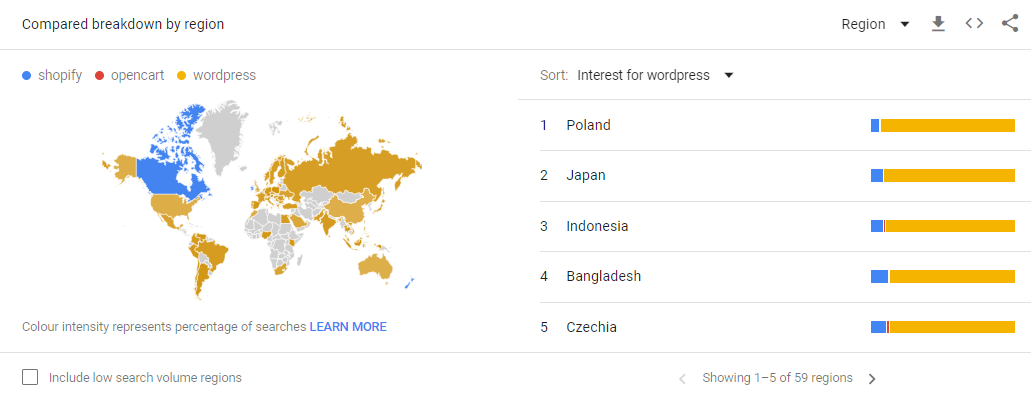 Compared breakdown by region
Region
shopify opencart wordpress
Sort: Interest for wordpress
1 Poland
2 Japan
3 Indonesia
4 Bangladesh
5 Czechia
Colour intensity represents percentage of searches LEARN MORE
Include low search volume regions
Showing 1–5 of 59 regions